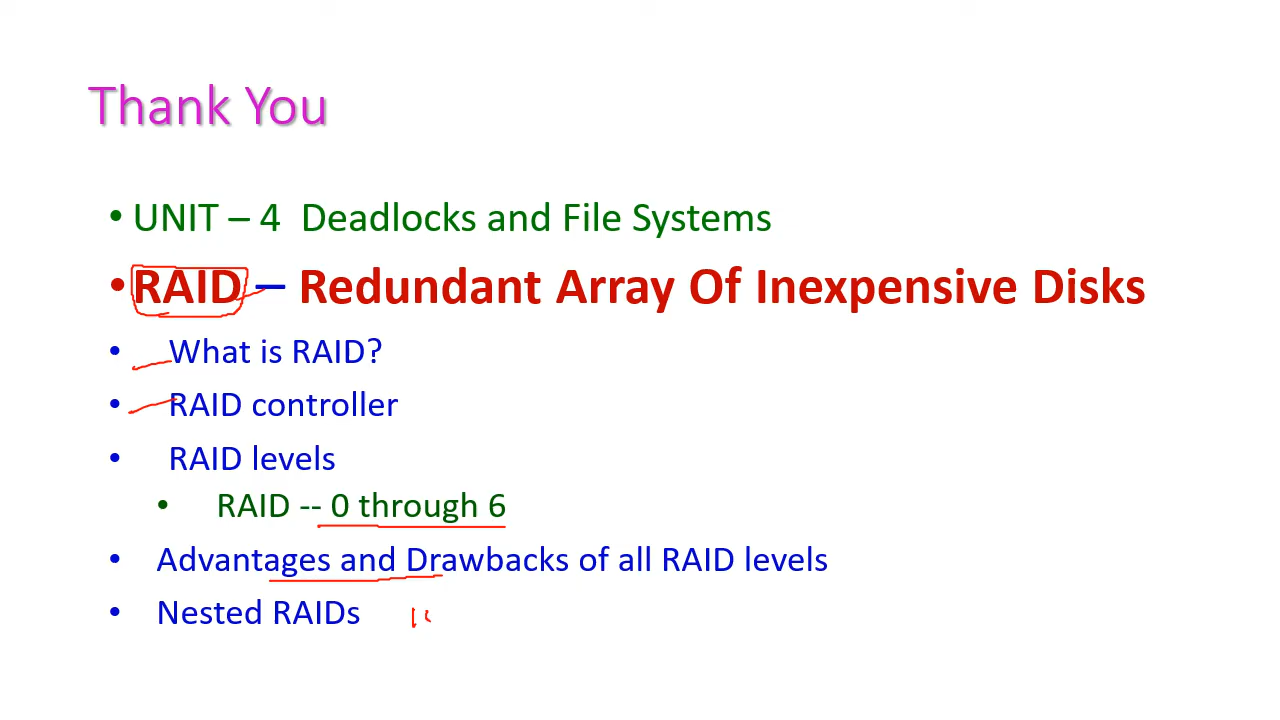 Thank You
• UNIT – 4 Deadlocks and File Systems
• RAID – Redundant Array Of Inexpensive Disks
• What is RAID?
• RAID controller
• RAID levels
• RAID -- 0 through 6
• Advantages and Drawbacks of all RAID levels
• Nested RAIDs